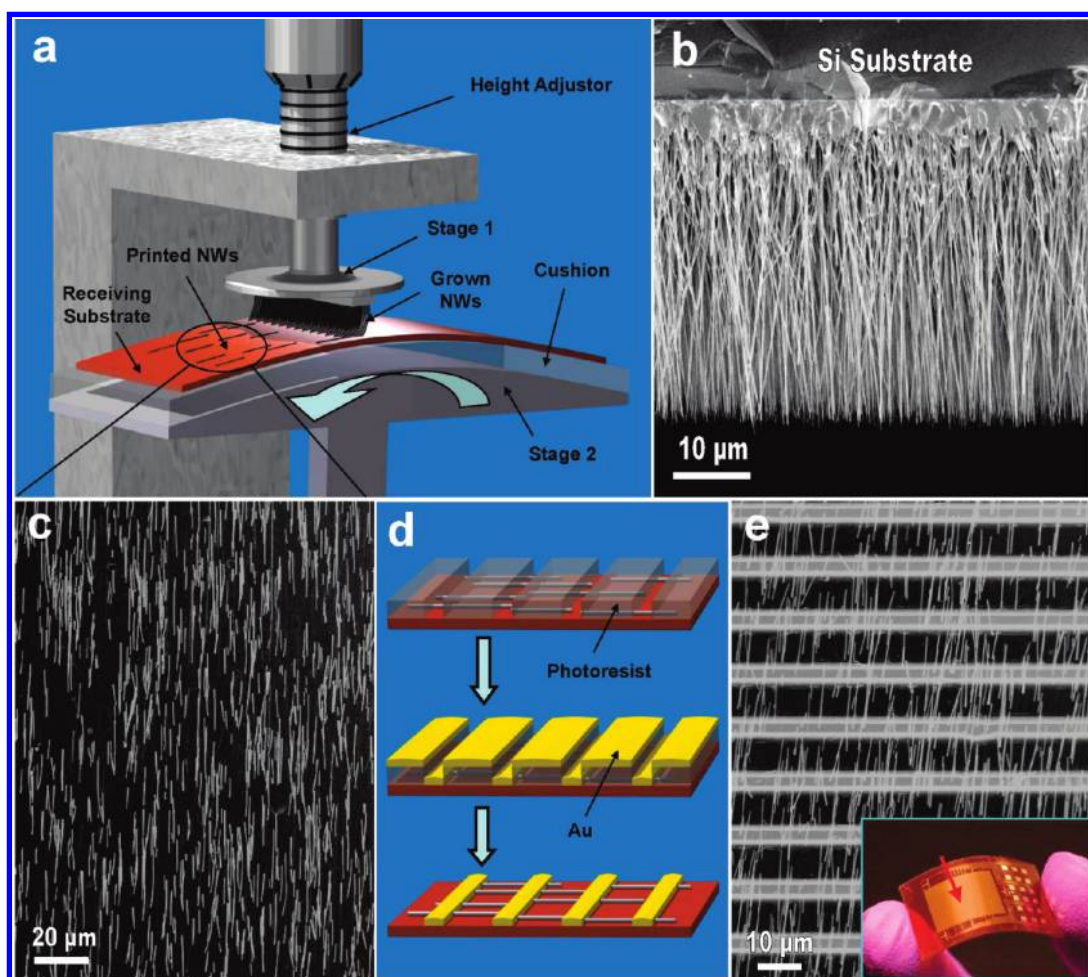 a
Height Adjustor
Stage 1
Printed NWs
Grown
NWs
Cushion
Receiving
Substrate
Stage 2
b
Si Substrate
10 µm
c
20 µm
d
Photoresist
Au
e
10 µm